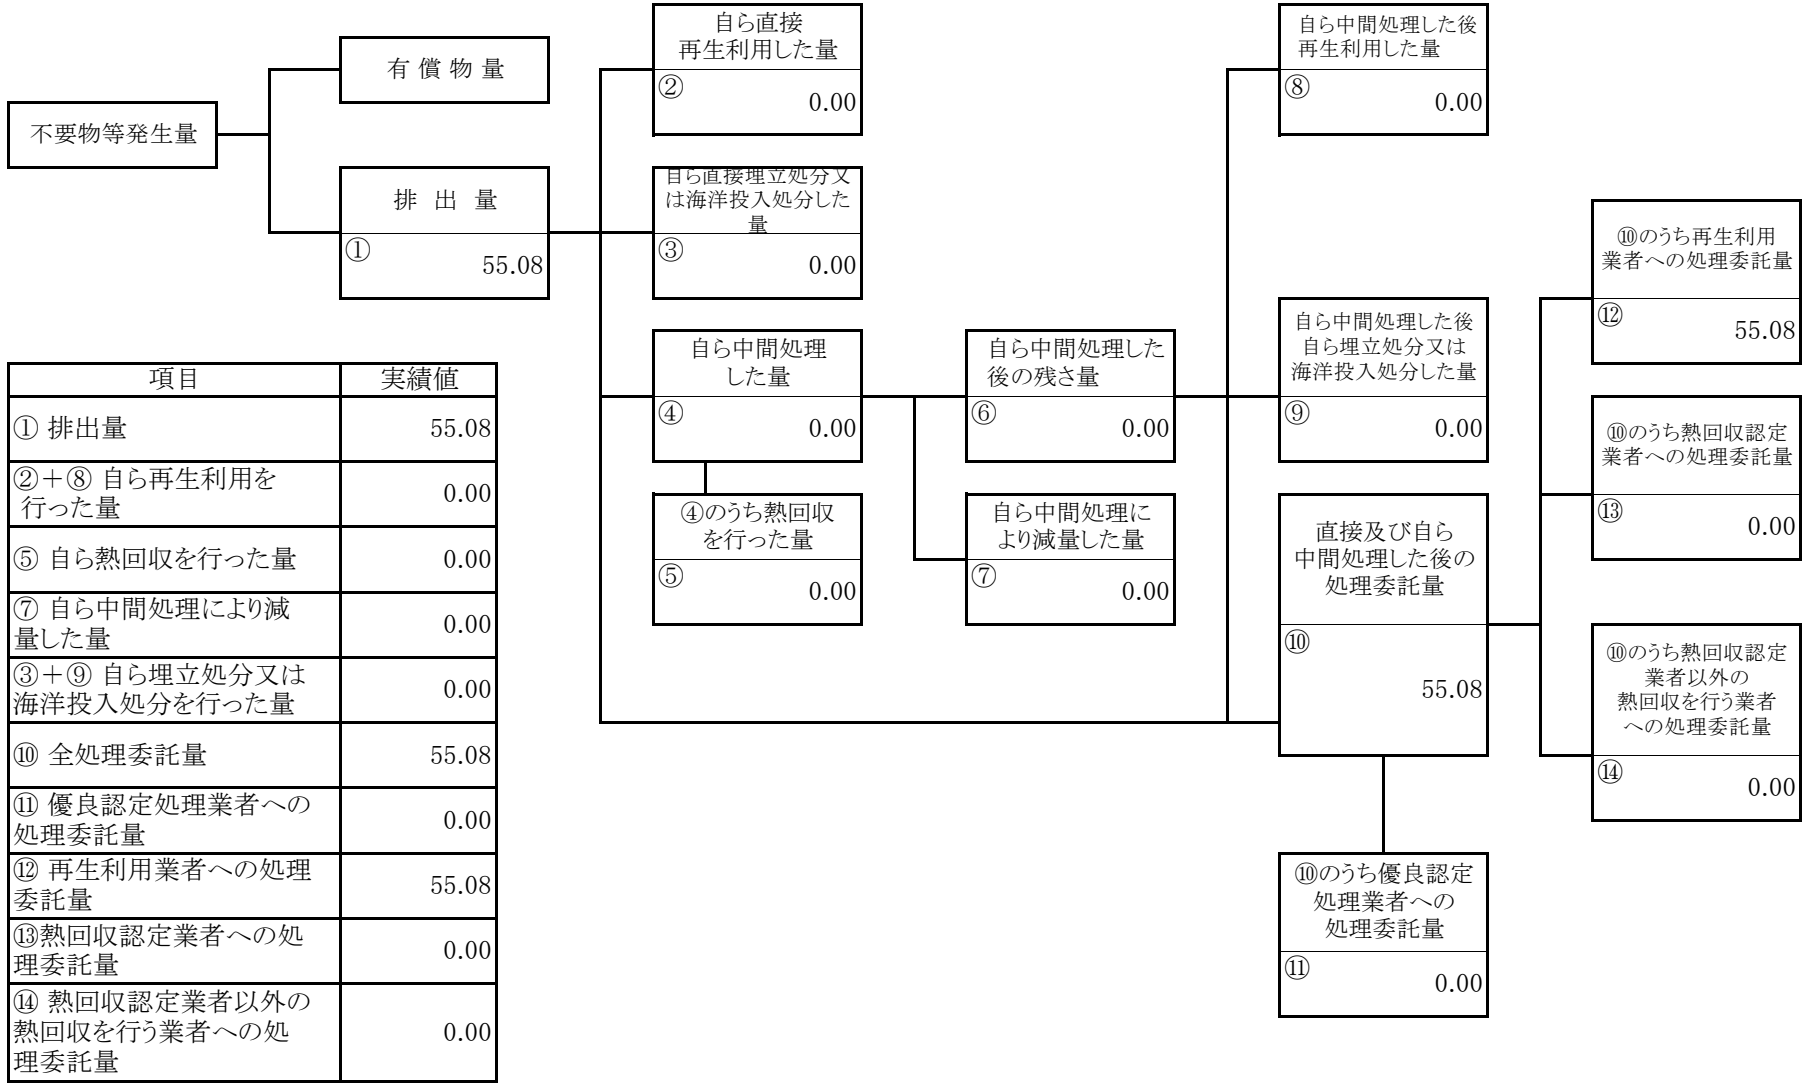 不要物等発生量
有 償 物 量
排 出 量
①
55.08
自ら直接
再生利用した量
②
0.00
自ら直接埋立処分又
は海洋投入処分した
量
③
0.00
自ら中間処理
した量
④
0.00
④のうち熱回収
を行った量
⑤
0.00
自ら中間処理した
後の残さ量
⑥
0.00
自ら中間処理に
より減量した量
⑦
0.00
自ら中間処理した後
再生利用した量
⑧
0.00
自ら中間処理した後
自ら埋立処分又は
海洋投入処分した量
⑨
0.00
直接及び自ら
中間処理した後の
処理委託量
⑩
55.08
⑩のうち優良認定
処理業者への
処理委託量
⑪
0.00
⑩のうち再生利用
業者への処理委託量
⑫
55.08
⑩のうち熱回収認定
業者への処理委託量
⑬
0.00
⑩のうち熱回収認定
業者以外の
熱回収を行う業者
への処理委託量
⑭
0.00
項目 実績値
① 排出量 55.08
②+⑧ 自ら再生利用を
行った量 0.00
⑤ 自ら熱回収を行った量 0.00
⑦ 自ら中間処理により減
量した量 0.00
③+⑨ 自ら埋立処分又は
海洋投入処分を行った量 0.00
⑩ 全処理委託量 55.08
⑪ 優良認定処理業者への
処理委託量 0.00
⑫ 再生利用業者への処理
委託量 55.08
⑬熱回収認定業者への処
理委託量 0.00
⑭ 熱回収認定業者以外の
熱回収を行う業者への処
理委託量 0.00